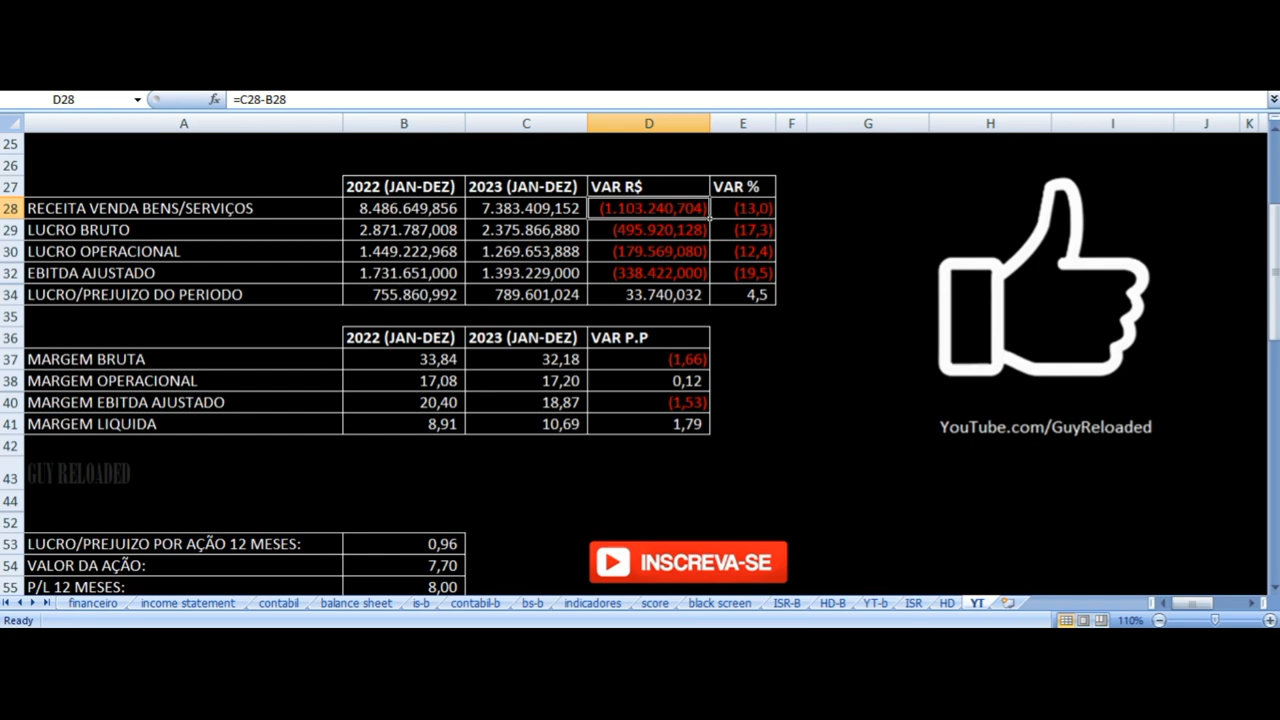 D28 fx =C28-B28
A B C D E F G H I J K
25
26
27 2022 (JAN-DEZ) 2023 (JAN-DEZ) VAR R$ VAR %
28 RECEITA VENDA BENS/SERVIÇOS 8.486.649,856 7.383.409,152 (1.103.240,704) (13,0)
29 LUCRO BRUTO 2.871.787,008 2.375.866,880 (495.920,128) (17,3)
30 LUCRO OPERACIONAL 1.449.222,968 1.269.653,888 (179.569,080) (12,4)
32 EBITDA AJUSTADO 1.731.651,000 1.393.229,000 (338.422,000) (19,5)
34 LUCRO/PREJUIZO DO PERIODO 755.860,992 789.601,024 33.740,032 4,5
35
36 2022 (JAN-DEZ) 2023 (JAN-DEZ) VAR P.P
37 MARGEM BRUTA 33,84 32,18 (1,66)
38 MARGEM OPERACIONAL 17,08 17,20 0,12
40 MARGEM EBITDA AJUSTADO 20,40 18,87 (1,53)
41 MARGEM LIQUIDA 8,91 10,69 1,79
YouTube.com/GuyReloaded
42
43 GUY RELOADED
44
52
53 LUCRO/PREJUIZO POR AÇÃO 12 MESES: 0,96
54 VALOR DA AÇÃO: 7,70
55 P/L 12 MESES: 8,00
INSCREVA-SE
financeiro income statement contabil balance sheet is-b contabil-b bs-b indicadores score black screen ISR-B HD-B YT-b ISR HD YT
Ready 110%